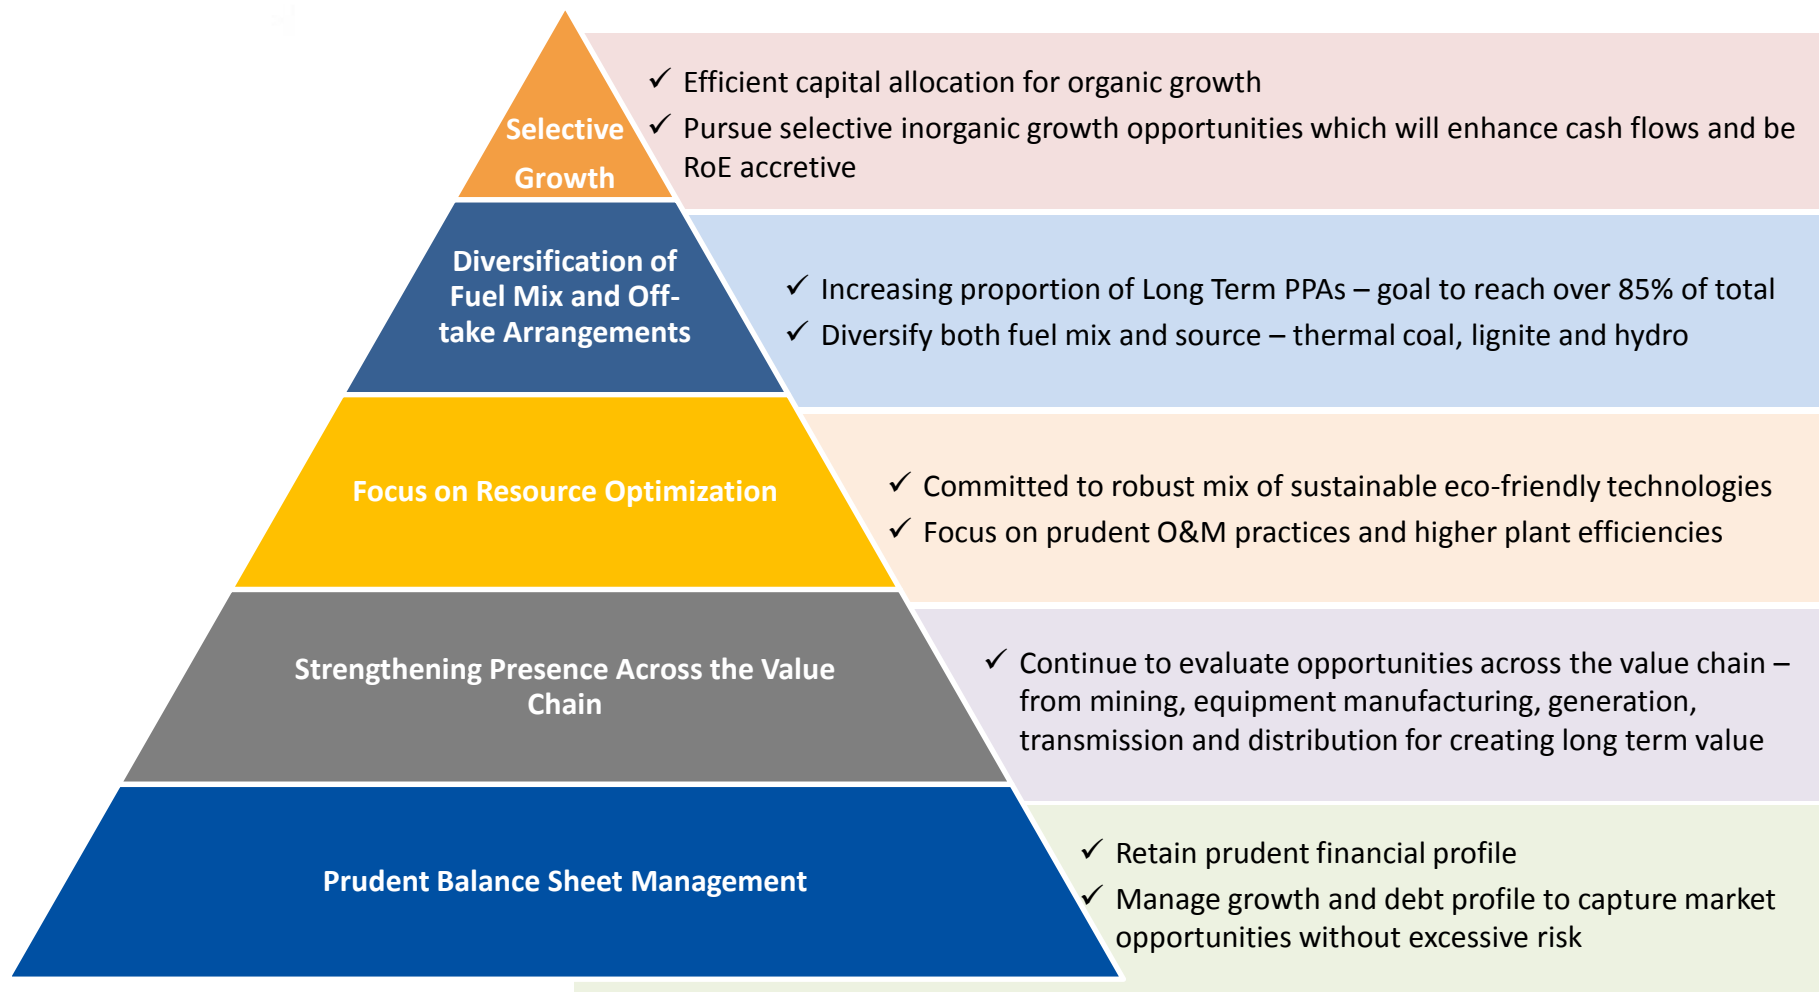 Selective
Growth
✓ Efficient capital allocation for organic growth
✓ Pursue selective inorganic growth opportunities which will enhance cash flows and be
RoE accretive
Diversification of
Fuel Mix and Off-
take Arrangements
✓ Increasing proportion of Long Term PPAs – goal to reach over 85% of total
✓ Diversify both fuel mix and source – thermal coal, lignite and hydro
Focus on Resource Optimization
✓ Committed to robust mix of sustainable eco-friendly technologies
✓ Focus on prudent O&M practices and higher plant efficiencies
Strengthening Presence Across the Value
Chain
✓ Continue to evaluate opportunities across the value chain –
from mining, equipment manufacturing, generation,
transmission and distribution for creating long term value
Prudent Balance Sheet Management
✓ Retain prudent financial profile
✓ Manage growth and debt profile to capture market
opportunities without excessive risk